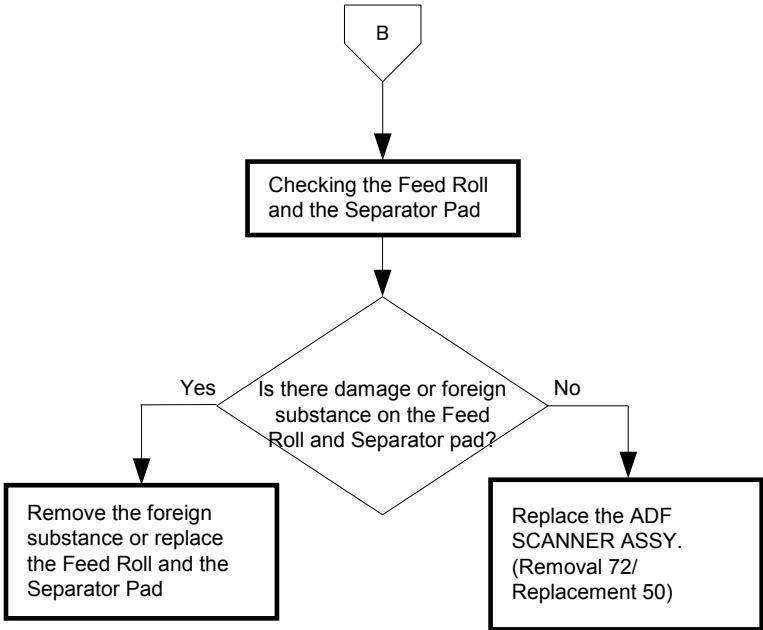 B
Checking the Feed Roll
and the Separator Pad
Is there damage or foreign
substance on the Feed
Roll and Separator pad?
Yes
No
Remove the foreign
substance or replace
the Feed Roll and the
Separator Pad
Replace the ADF
SCANNER ASSY.
(Removal 72/
Replacement 50)